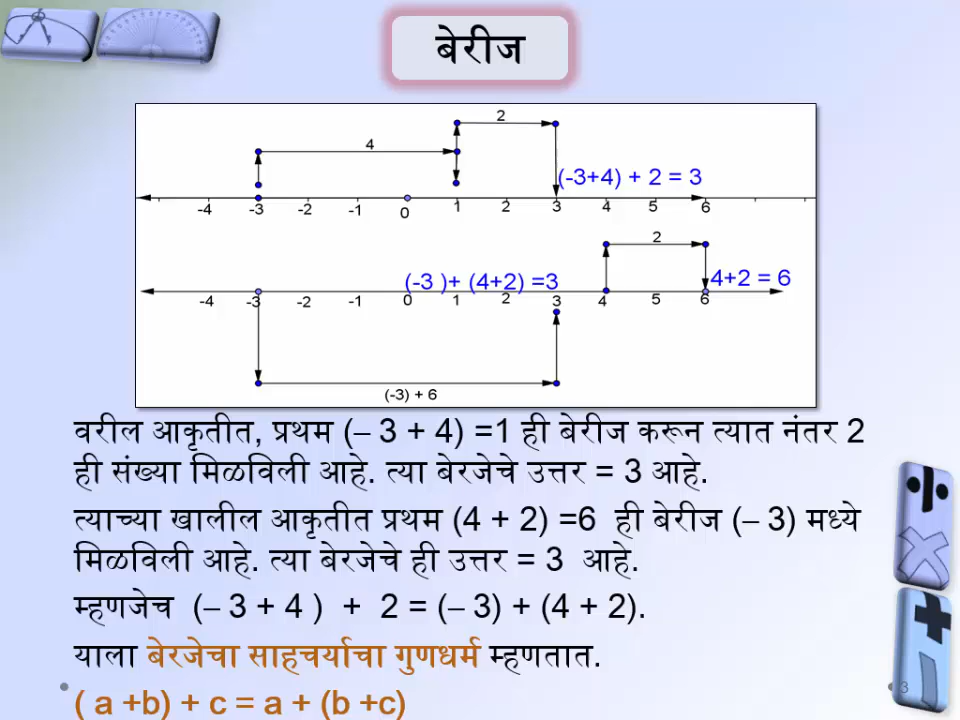 बेरीज
2
4
(-3+4) + 2 = 3
-4 -3 -2 -1 0 1 2 3 4 5 6
2
(-3 )+ (4+2) =3
4+2 = 6
-4 -3 -2 -1 0 1 2 3 4 5 6
(-3) + 6
वरील आकृतीत, प्रथम (– 3 + 4) =1 ही बेरीज करून त्यात नंतर 2
ही संख्या मिळविली आहे. त्या बेरजेचे उत्तर = 3 आहे.
त्याच्या खालील आकृतीत प्रथम (4 + 2) =6 ही बेरीज (– 3) मध्ये
मिळविली आहे. त्या बेरजेचे ही उत्तर = 3 आहे.
म्हणजेच (– 3 + 4 ) + 2 = (– 3) + (4 + 2).
याला बेरजेचा साहचर्याचा गुणधर्म म्हणतात.
3
( a +b) + c = a + (b +c)